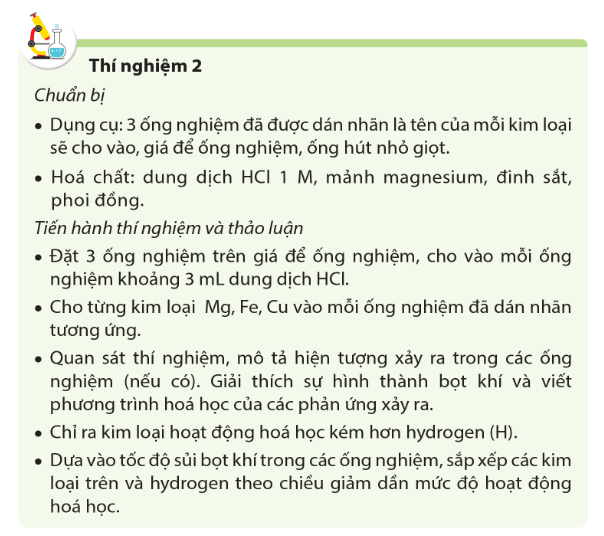 Thí nghiệm 2
Chuẩn bị
• Dụng cụ: 3 ống nghiệm đã được dán nhãn là tên của mỗi kim loại
sẽ cho vào, giá để ống nghiệm, ống hút nhỏ giọt.
• Hoá chất: dung dịch HCl 1 M, mảnh magnesium, đinh sắt,
phoi đồng.
Tiến hành thí nghiệm và thảo luận
• Đặt 3 ống nghiệm trên giá để ống nghiệm, cho vào mỗi ống
nghiệm khoảng 3 mL dung dịch HCl.
• Cho từng kim loại Mg, Fe, Cu vào mỗi ống nghiệm đã dán nhãn
tương ứng.
• Quan sát thí nghiệm, mô tả hiện tượng xảy ra trong các ống
nghiệm (nếu có). Giải thích sự hình thành bọt khí và viết
phương trình hoá học của các phản ứng xảy ra.
• Chỉ ra kim loại hoạt động hoá học kém hơn hydrogen (H).
• Dựa vào tốc độ sủi bọt khí trong các ống nghiệm, sắp xếp các kim
loại trên và hydrogen theo chiều giảm dần mức độ hoạt động
hoá học.